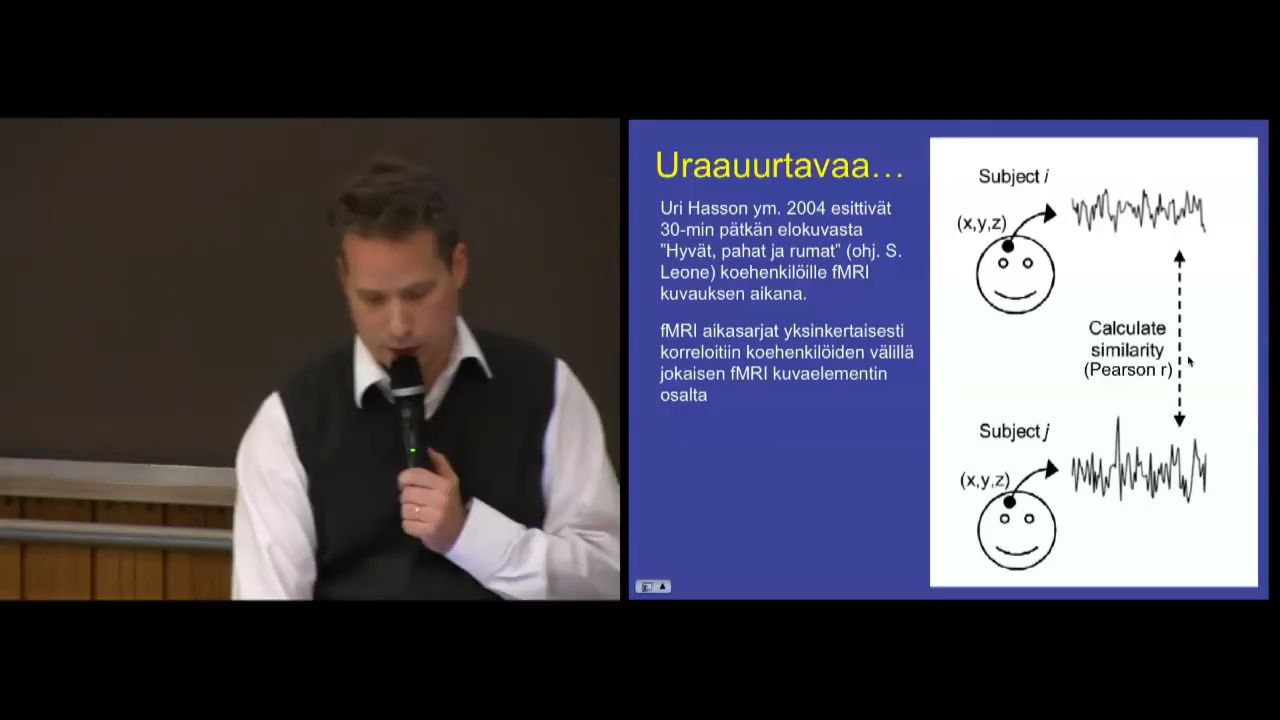 Uraauurtavaa…
Uri Hasson ym. 2004 esittivät
30-min pätkän elokuvasta
”Hyvät, pahat ja rumat” (ohj. S.
Leone) koehenkilöille fMRI
kuvauksen aikana.
fMRI aikasarjat yksinkertaisesti
korreloitiin koehenkilöiden välillä
jokaisen fMRI kuvaelementin
osalta
Subject i
(x,y,z)
Calculate
similarity
(Pearson r)
Subject j
(x,y,z)